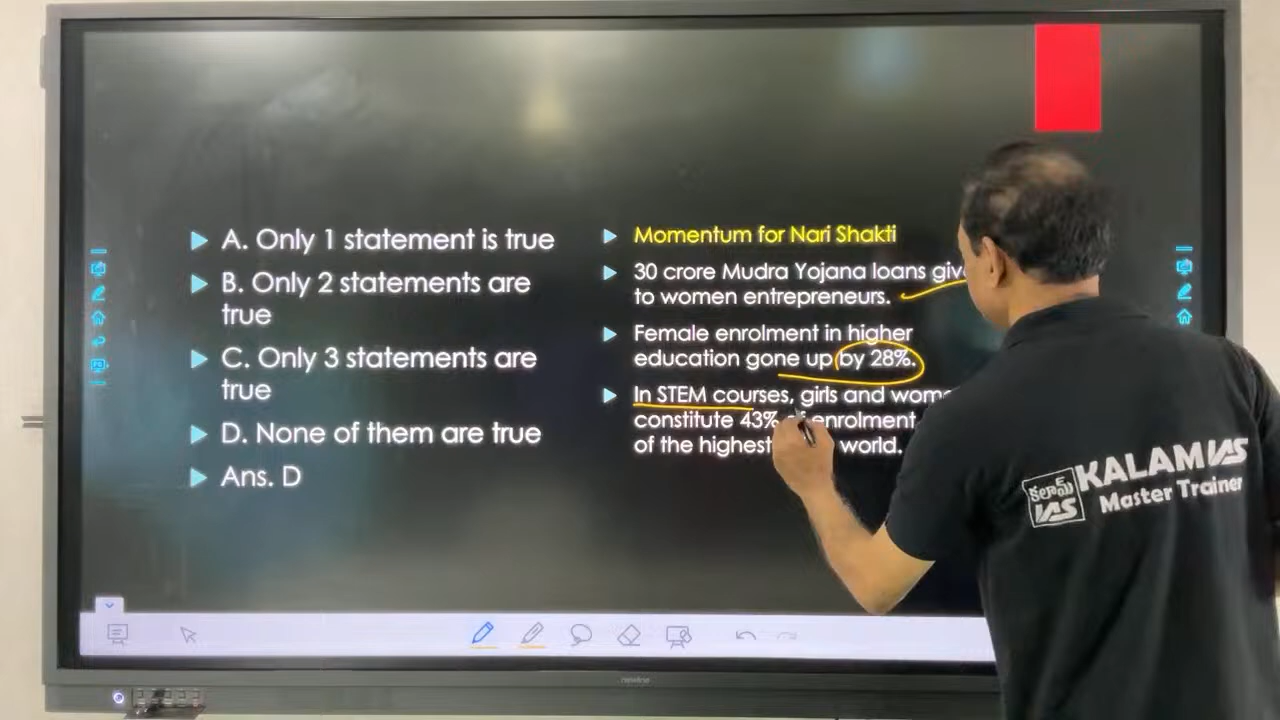 A. Only 1 statement is true
B. Only 2 statements are
true
C. Only 3 statements are
true
D. None of them are true
Ans. D
Momentum for Nari Shakti
30 crore Mudra Yojana loans
to women entrepreneurs.
Female enrolment in higher
education gone up by 28%.
In STEM courses, girls and
constitute 43% enrolment
of the highest world.
కలామ్
IAS
KALAM IAS
Master Trainer
newline